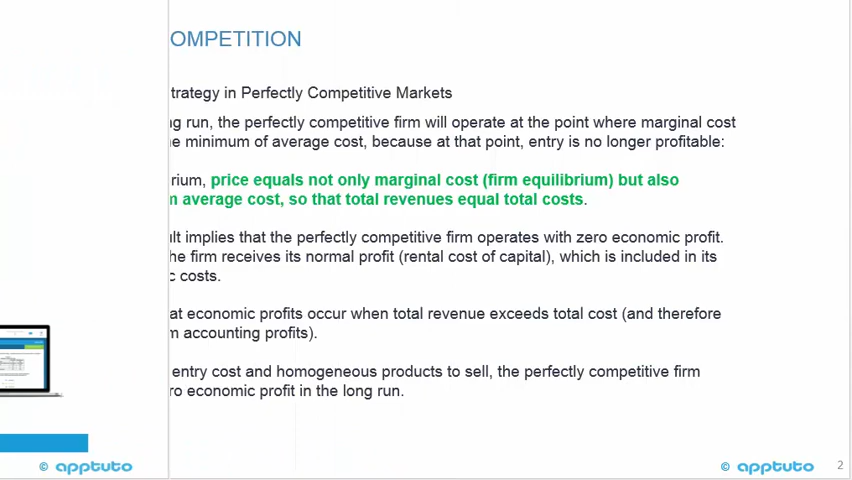 OMPETITION
trategy in Perfectly Competitive Markets
ng run, the perfectly competitive firm will operate at the point where marginal cost
e minimum of average cost, because at that point, entry is no longer profitable:
rium, price equals not only marginal cost (firm equilibrium) but also
m average cost, so that total revenues equal total costs.
ult implies that the perfectly competitive firm operates with zero economic profit.
he firm receives its normal profit (rental cost of capital), which is included in its
c costs.
at economic profits occur when total revenue exceeds total cost (and therefore
m accounting profits).
entry cost and homogeneous products to sell, the perfectly competitive firm
ro economic profit in the long run.
© apptuto
© apptuto 2